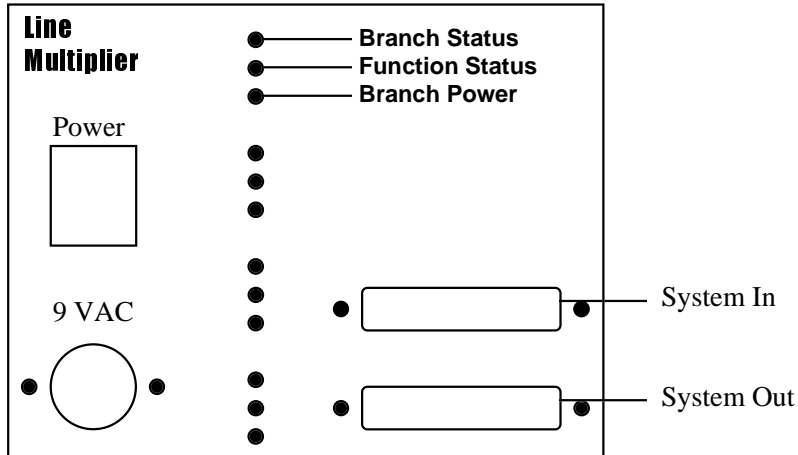 Line
Multiplier
Branch Status
Function Status
Branch Power
Power
9 VAC
System In
System Out